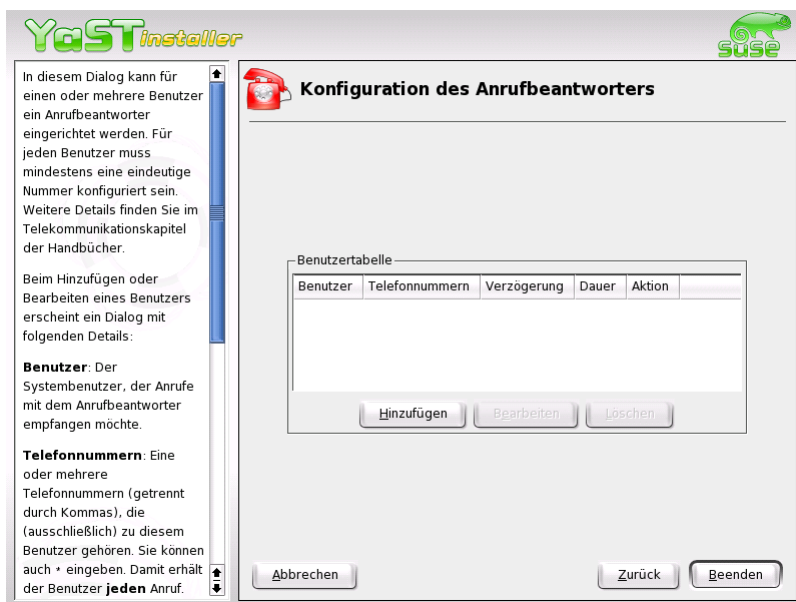 YaST installer
SUSE
In diesem Dialog kann für
einen oder mehrere Benutzer
ein Anrufbeantworter
eingerichtet werden. Für
jeden Benutzer muss
mindestens eine eindeutige
Nummer konfiguriert sein.
Weitere Details finden Sie im
Telekommunikationskapitel
der Handbücher.
Beim Hinzufügen oder
Bearbeiten eines Benutzers
erscheint ein Dialog mit
folgenden Details:
Benutzer: Der
Systembenutzer, der Anrufe
mit dem Anrufbeantworter
empfangen möchte.
Telefonnummern: Eine
oder mehrere
Telefonnummern (getrennt
durch Kommas), die
(ausschließlich) zu diesem
Benutzer gehören. Sie können
auch * eingeben. Damit erhält
der Benutzer jeden Anruf.
Konfiguration des Anrufbeantworters
Benutzertabelle
Benutzer Telefonnummern Verzögerung Dauer Aktion
Hinzufügen Bearbeiten Löschen
Abbrechen Zurück Beenden